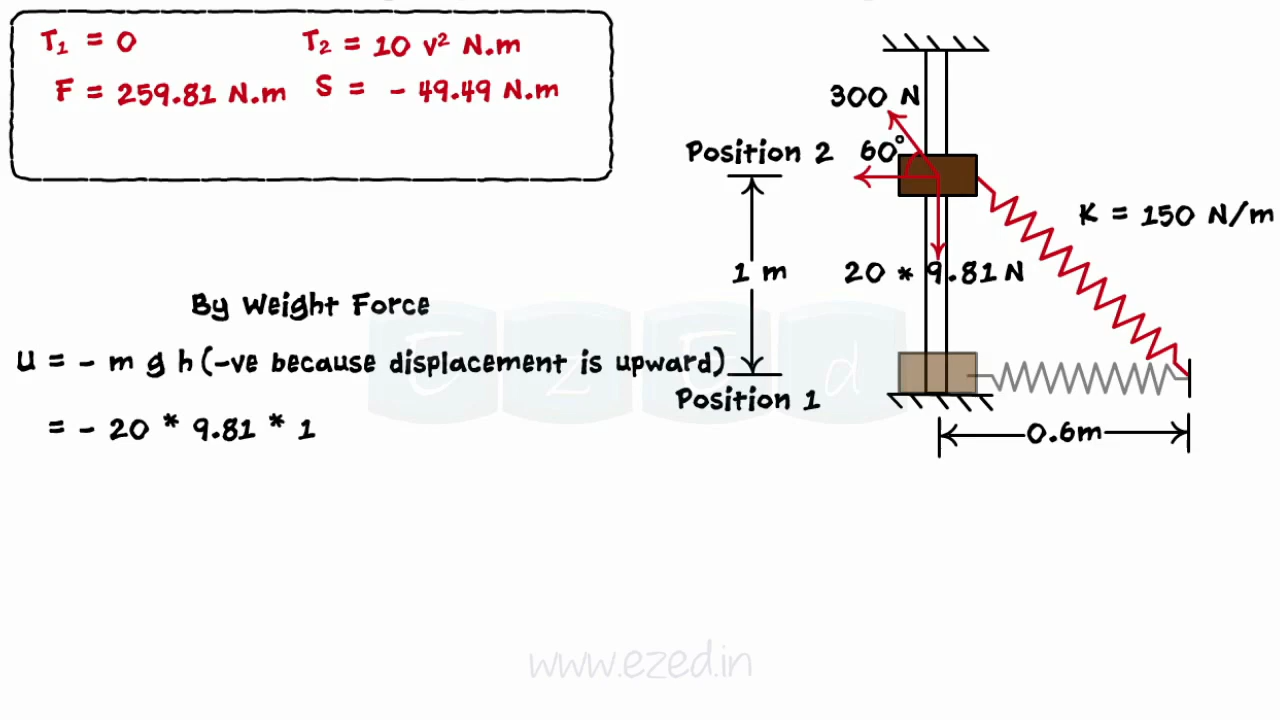 T₁ = 0 T₂ = 10 v² N.m
F = 259.81 N.m S = - 49.49 N.m
300 N
Position 2 60°
K = 150 N/m
1 m 20 * 9.81 N
By Weight Force
U = - m g h (-ve because displacement is upward)
Position 1
= - 20 * 9.81 * 1
0.6m
E Z E d
www.ezed.in